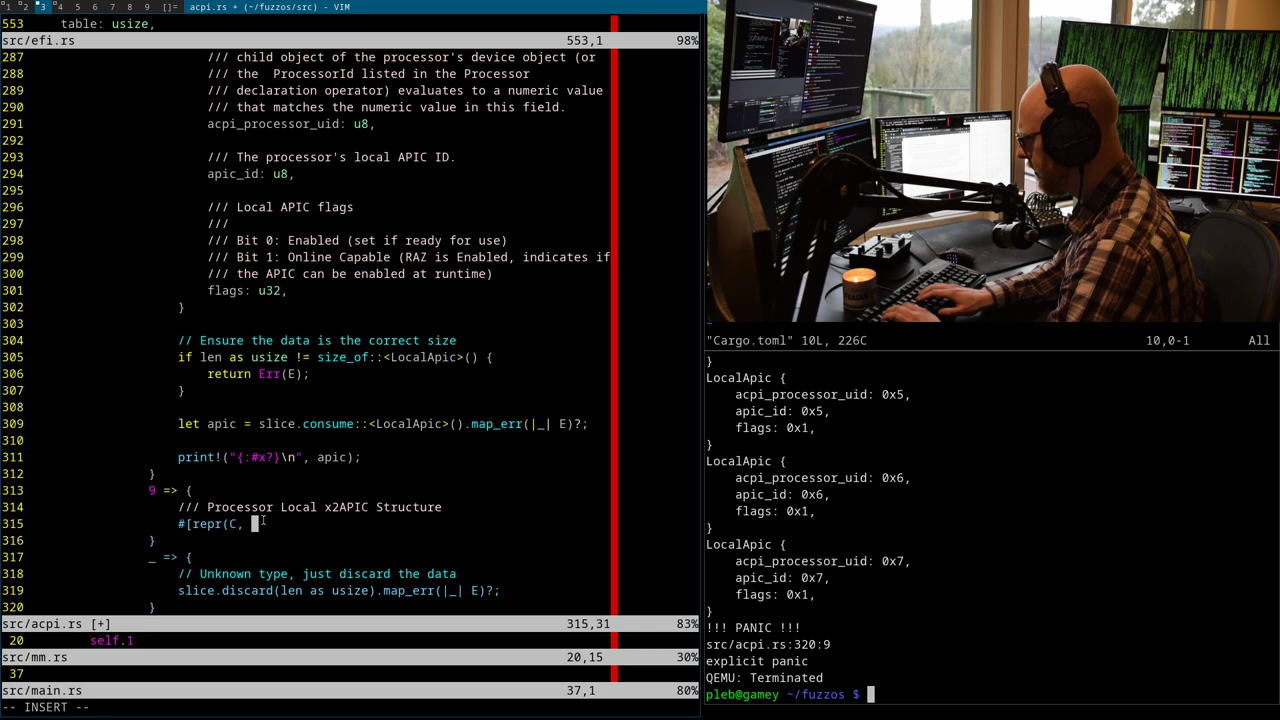 1 2 3 4 5 6 7 8 9 []= acpi.rs + (~/fuzzos/src) - VIM
553 table: usize,
src/efi.rs 553,1 98%
287 /// child object of the processor's device object (or
288 /// the  ProcessorId listed in the Processor
289 /// declaration operator) evaluates to a numeric value
290 /// that matches the numeric value in this field.
291 acpi_processor_uid: u8,
292
293 /// The processor's local APIC ID.
294 apic_id: u8,
295
296 /// Local APIC flags
297 ///
298 /// Bit 0: Enabled (set if ready for use)
299 /// Bit 1: Online Capable (RAZ is Enabled, indicates if
300 /// the APIC can be enabled at runtime)
301 flags: u32,
302 }
303
304 // Ensure the data is the correct size
305 if len as usize != size_of::<LocalApic>() {
306 return Err(E);
307 }
308
309 let apic = slice.consume::<LocalApic>().map_err(|_| E)?;
310
311 print!("{:#x?}\n", apic);
312 }
313 9 => {
314 /// Processor Local x2APIC Structure
315 #[repr(C,
316 }
317 _ => {
318 // Unknown type, just discard the data
319 slice.discard(len as usize).map_err(|_| E)?;
320 }
src/acpi.rs [+] 315,31 83%
20 self.1
src/mm.rs 20,15 30%
37
src/main.rs 37,1 80%
-- INSERT --
"Cargo.toml" 10L, 226C 10,0-1 All
}
LocalApic {
acpi_processor_uid: 0x5,
apic_id: 0x5,
flags: 0x1,
}
LocalApic {
acpi_processor_uid: 0x6,
apic_id: 0x6,
flags: 0x1,
}
LocalApic {
acpi_processor_uid: 0x7,
apic_id: 0x7,
flags: 0x1,
}
!!! PANIC !!!
src/acpi.rs:320:9
explicit panic
QEMU: Terminated
pleb@gamey ~/fuzzos $